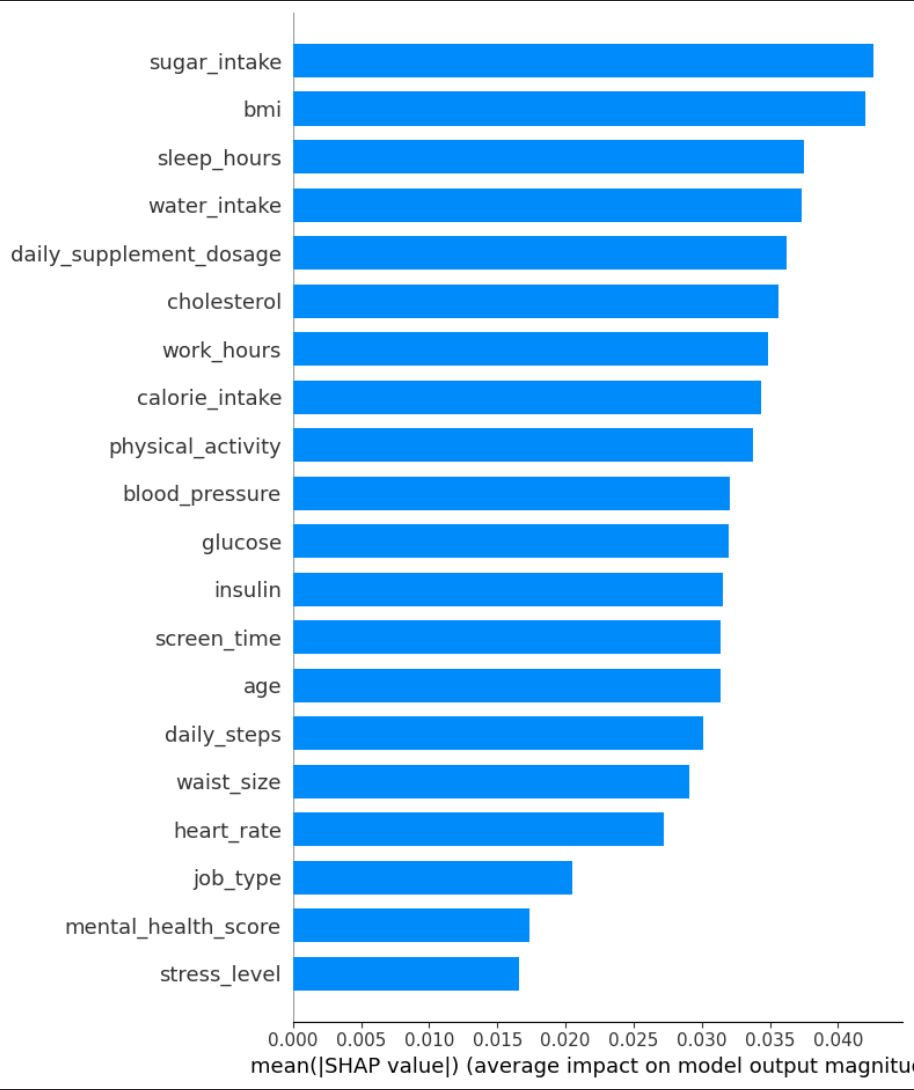 sugar_intake
bmi
sleep_hours
water_intake
daily_supplement_dosage
cholesterol
work_hours
calorie_intake
physical_activity
blood_pressure
glucose
insulin
screen_time
age
daily_steps
waist_size
heart_rate
job_type
mental_health_score
stress_level
0.000 0.005 0.010 0.015 0.020 0.025 0.030 0.035 0.040
mean(|SHAP value|) (average impact on model output magnitu